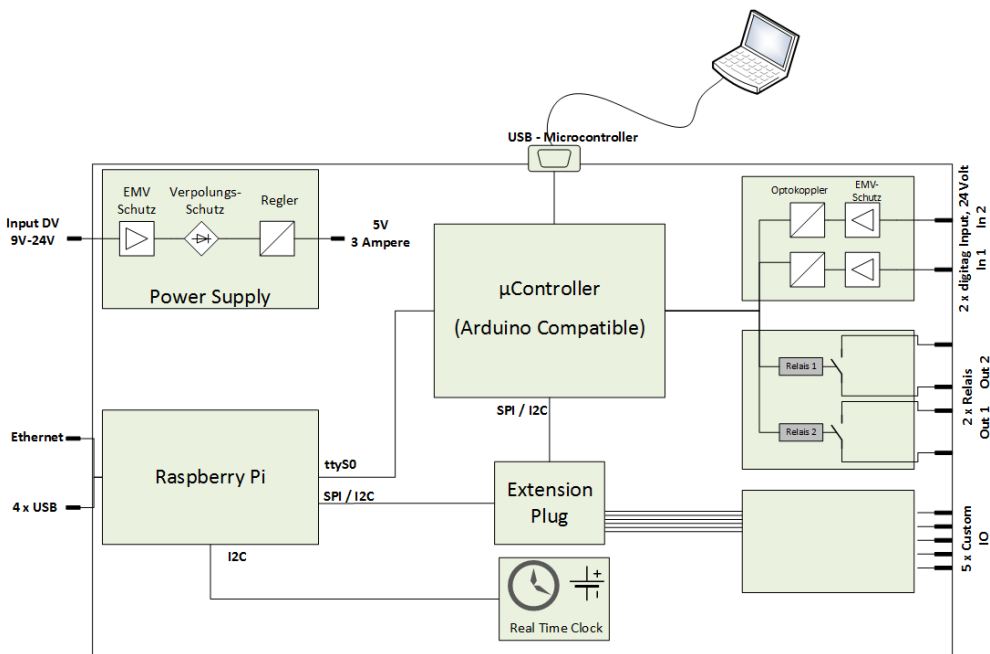 USB - Microcontroller
EMV
Schutz
Verpolungs-
Schutz
Regler
Input DV
9V-24V
5V
3 Ampere
Power Supply
µController
(Arduino Compatible)
SPI / I2C
Optokoppler
EMV-
Schutz
2 x digitag Input, 24 Volt
In 2
In 1
Relais 1
Relais 2
2 x Relais
Out 2
Out 1
Ethernet
4 x USB
Raspberry Pi
ttyS0
SPI / I2C
I2C
Extension
Plug
5 x Custom
IO
+
-
Real Time Clock